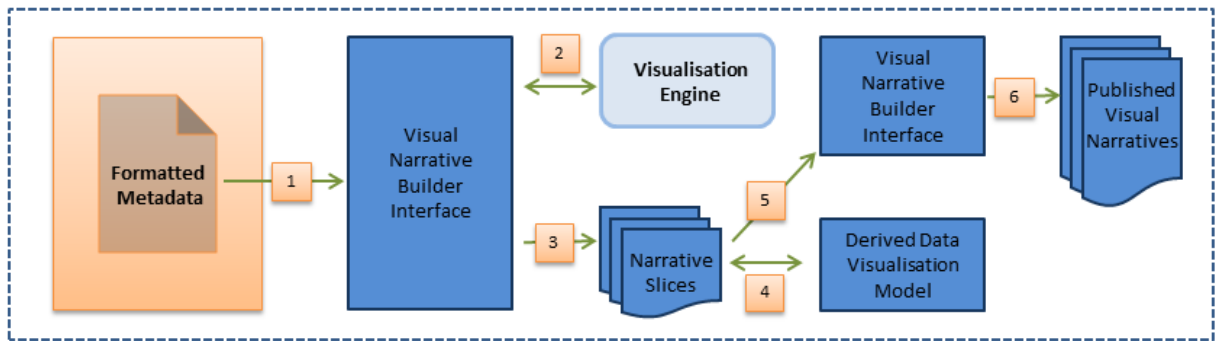 Formatted
Metadata
1
Visual
Narrative
Builder
Interface
2
Visualisation
Engine
3
Narrative
Slices
4
Derived Data
Visualisation
Model
5
Visual
Narrative
Builder
Interface
6
Published
Visual
Narratives